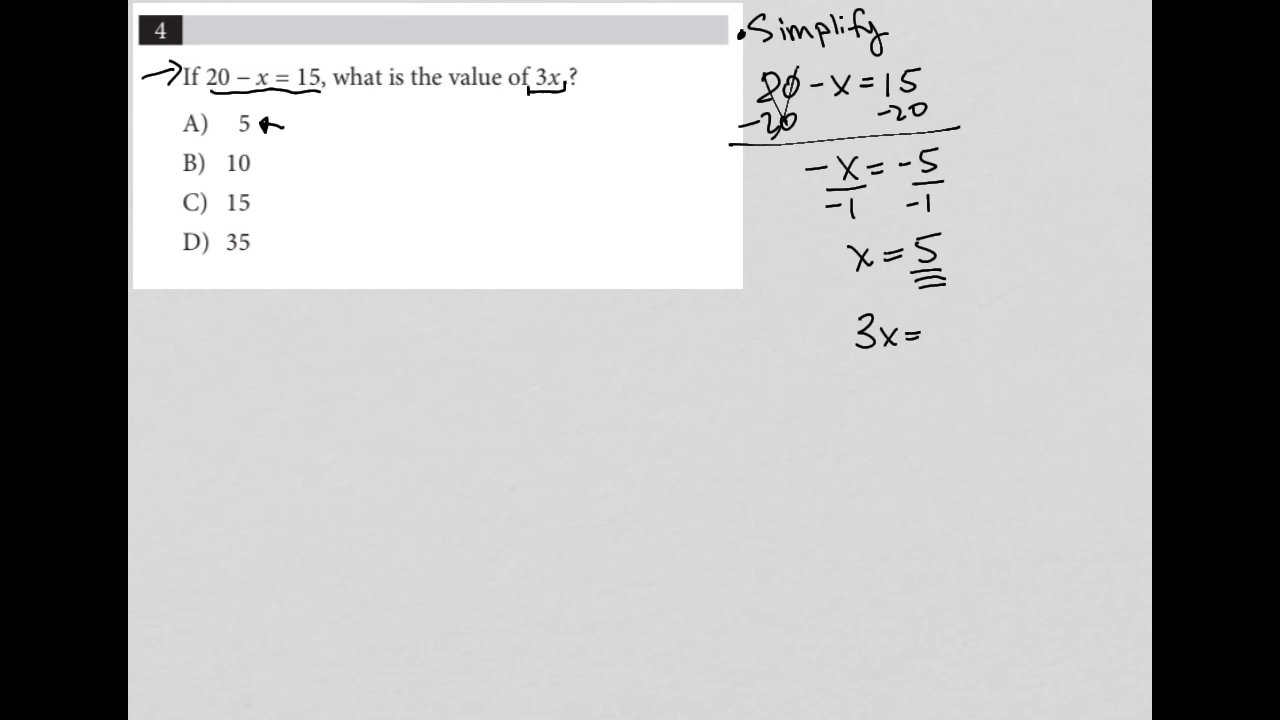 4
If 20 – x = 15, what is the value of 3x ?
A) 5
B) 10
C) 15
D) 35
• Simplify
20 - x = 15
-20 -20
-x = -5
-1 -1
x = 5
3x =